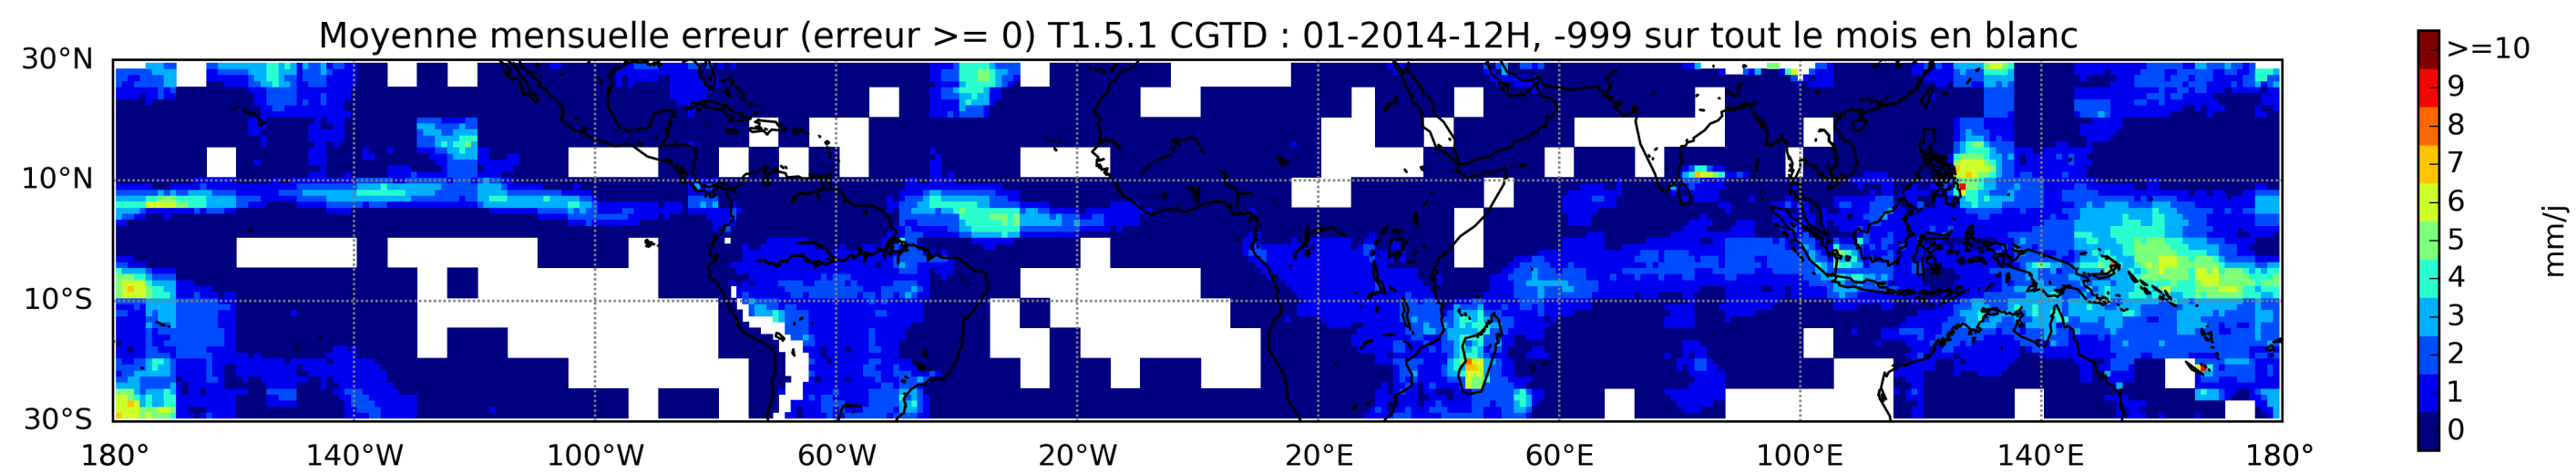 Moyenne mensuelle erreur (erreur >= 0) T1.5.1 CGTD : 01-2014-12H, -999 sur tout le mois en blanc
30°N
10°N
10°S
30°S
180° 140°W 100°W 60°W 20°W 20°E 60°E 100°E 140°E 180°
>=10
9
8
7
6
5
4
3
2
1
0
mm/j